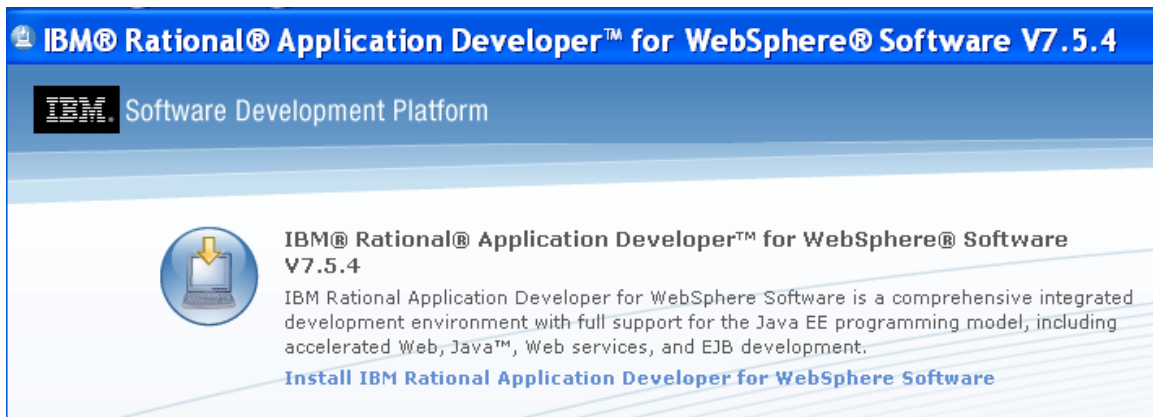 IBM® Rational® Application Developer™ for WebSphere® Software V7.5.4
IBM. Software Development Platform
IBM® Rational® Application Developer™ for WebSphere® Software
V7.5.4
IBM Rational Application Developer for WebSphere Software is a comprehensive integrated
development environment with full support for the Java EE programming model, including
accelerated Web, Java™, Web services, and EJB development.
Install IBM Rational Application Developer for WebSphere Software